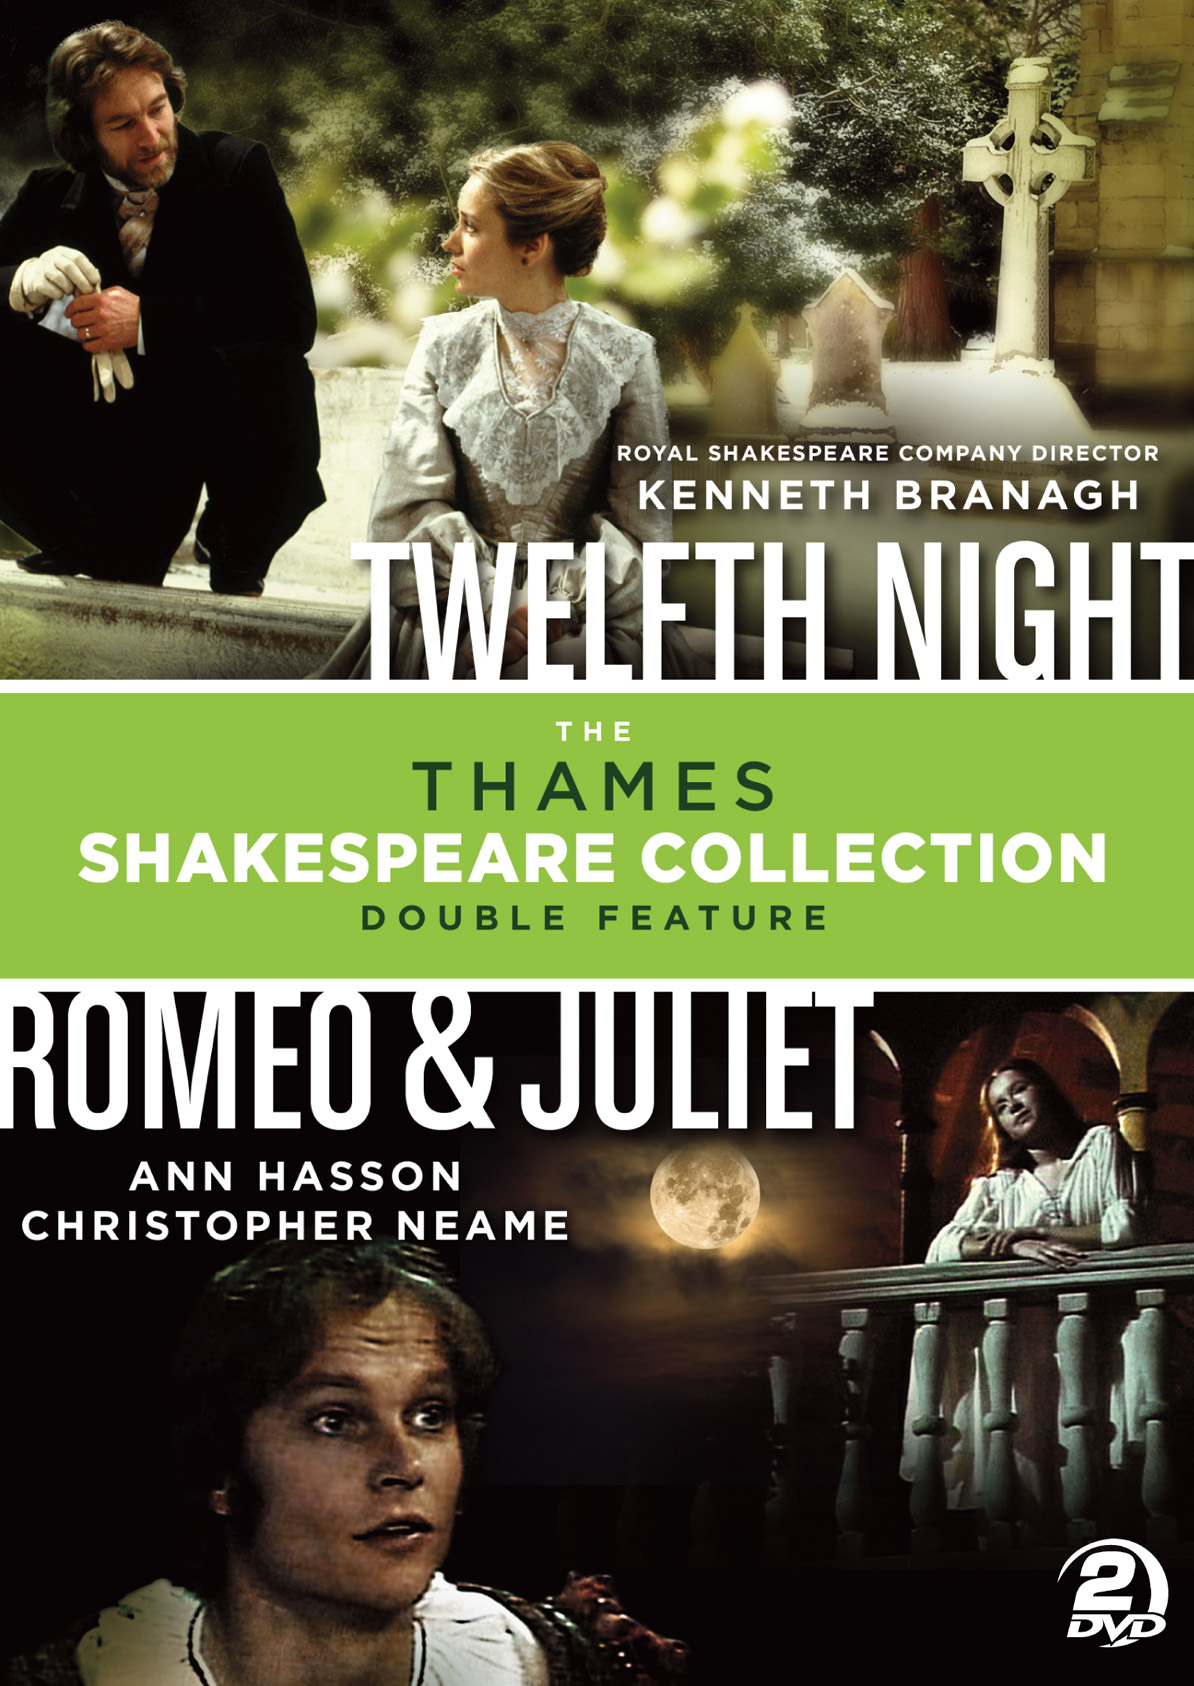 ROYAL SHAKESPEARE COMPANY DIRECTOR
KENNETH BRANAGH
TWELFTH NIGHT
THE
THAMES
SHAKESPEARE COLLECTION
DOUBLE FEATURE
ROMEO & JULIET
ANN HASSON
CHRISTOPHER NEAME
2
DVD